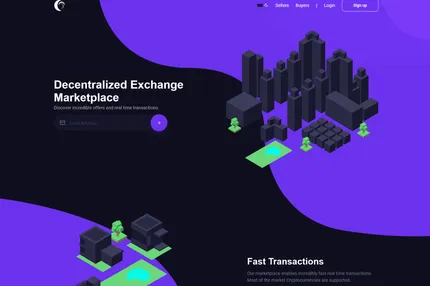 Sellers Buyers | Login Sign up
Decentralized Exchange
Marketplace
Discover incredible offers and real time transactions.
Fast Transactions
Our marketplace enables incredibly fast real time transactions.
Most of the market Cryptocurrencies are supported.